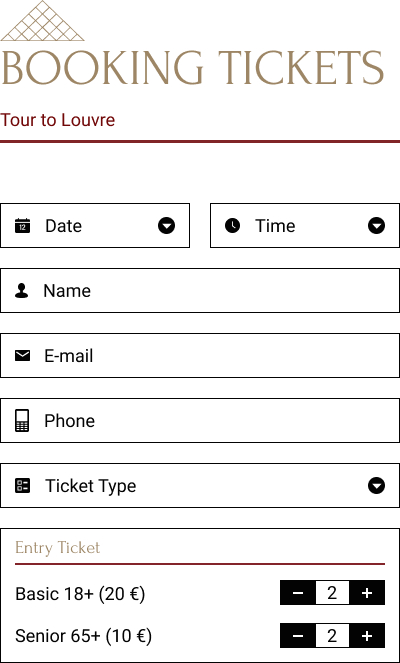 BOOKING TICKETS
Tour to Louvre
12 Date
Time
Name
E-mail
Phone
Ticket Type
Entry Ticket
Basic 18+ (20 €) − 2 +
Senior 65+ (10 €) − 2 +